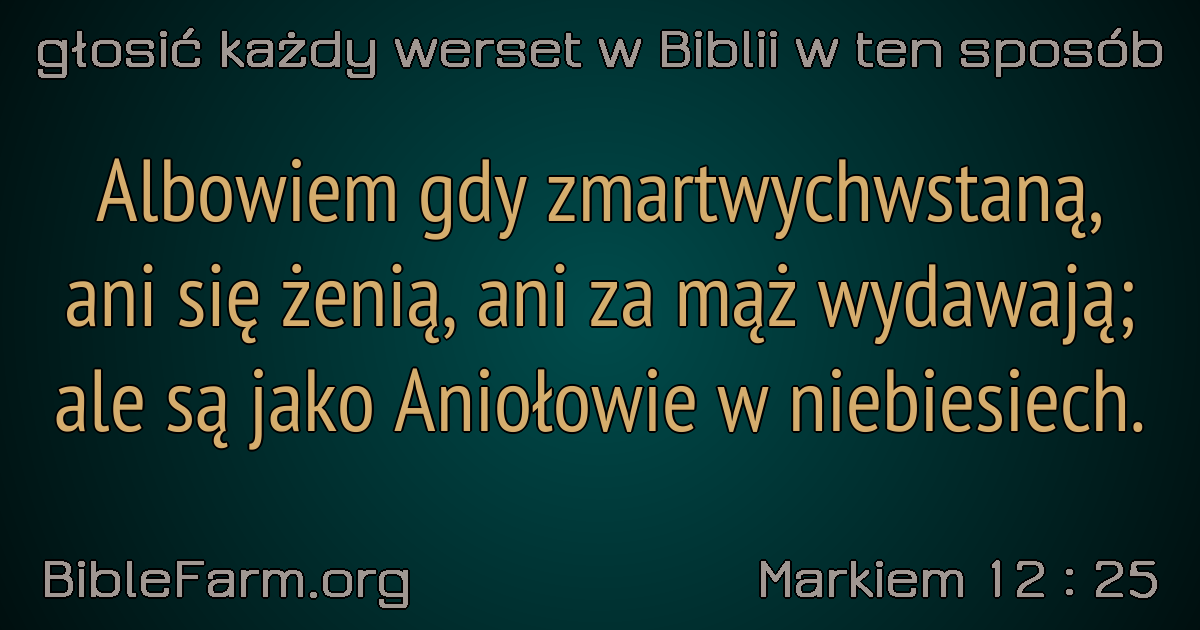 głosić każdy werset w Biblii w ten sposób
Albowiem gdy zmartwychwstaną,
ani się żenią, ani za mąż wydawają;
ale są jako Aniołowie w niebiesiech.
BibleFarm.org
Markiem 12 : 25